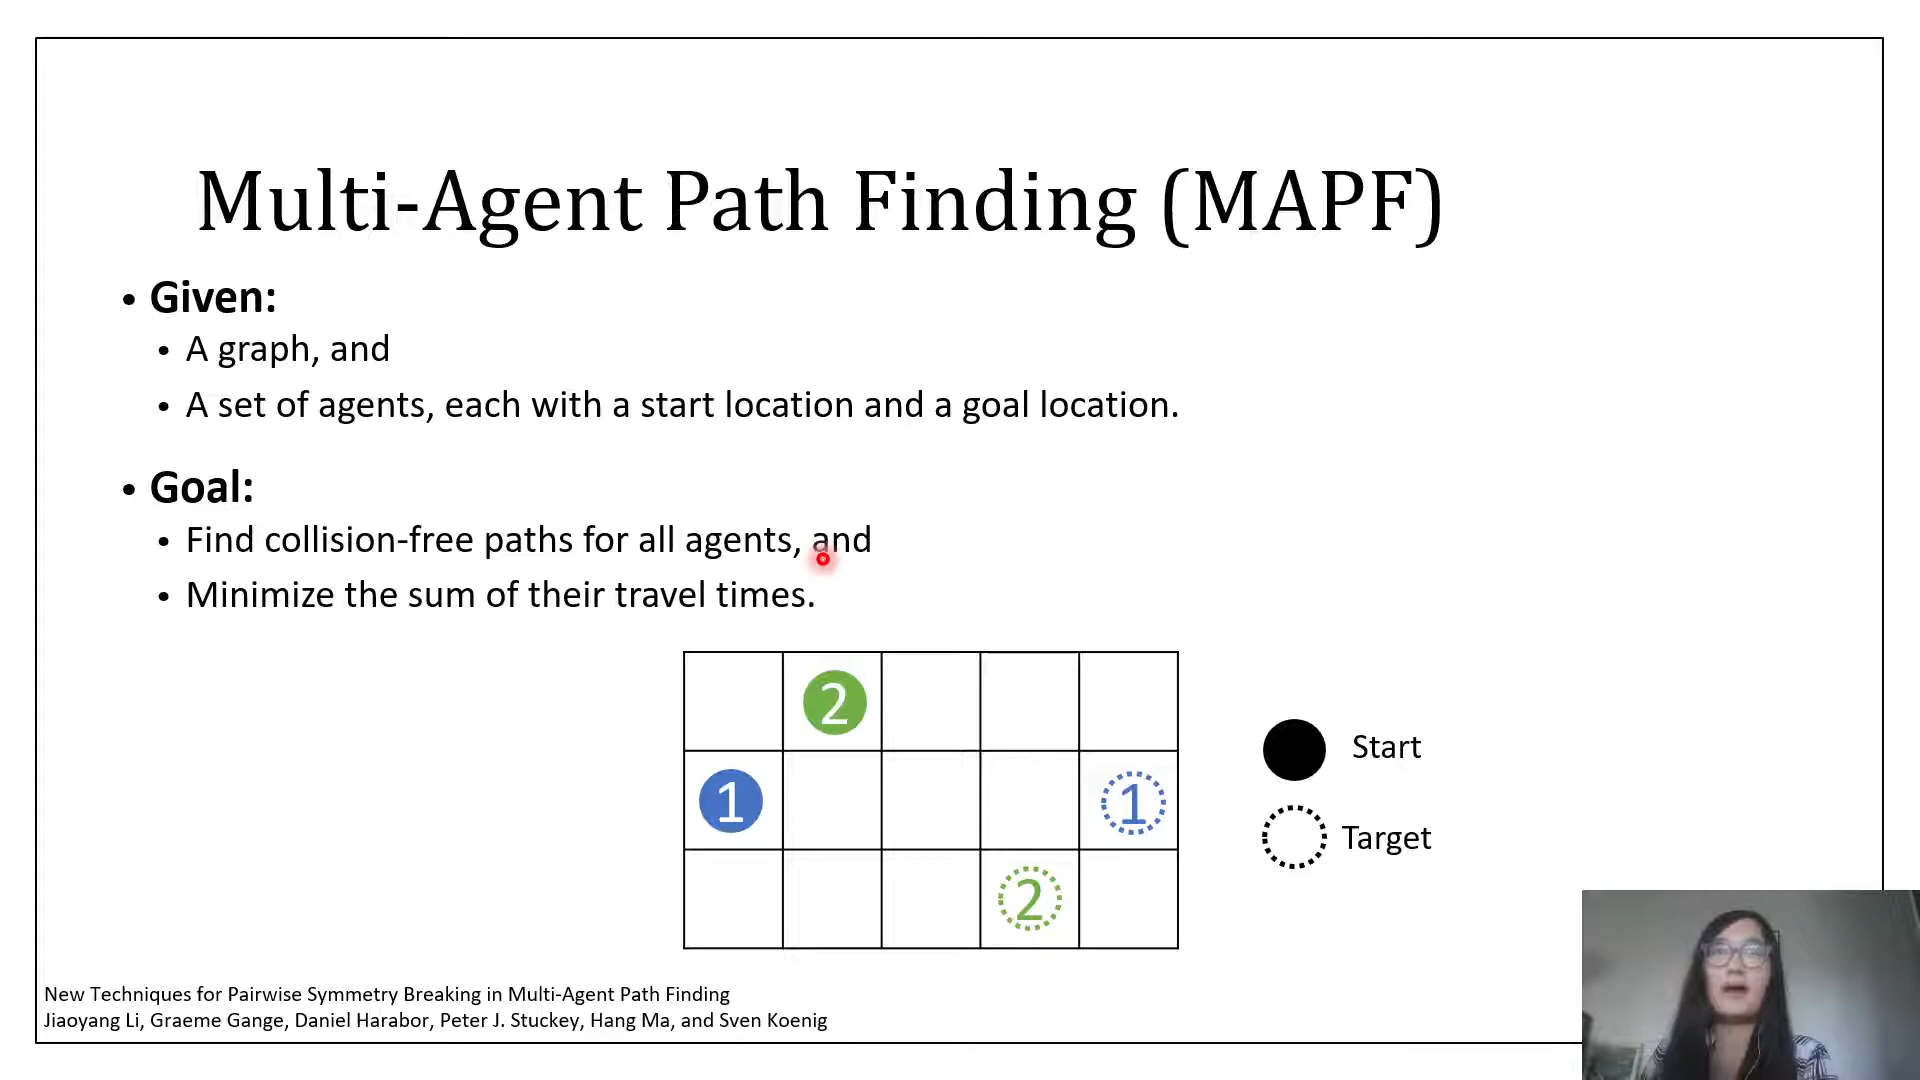 Multi-Agent Path Finding (MAPF)
• Given:
• A graph, and
• A set of agents, each with a start location and a goal location.
• Goal:
• Find collision-free paths for all agents, and
• Minimize the sum of their travel times.
2
1
1
2
Start
Target
New Techniques for Pairwise Symmetry Breaking in Multi-Agent Path Finding
Jiaoyang Li, Graeme Gange, Daniel Harabor, Peter J. Stuckey, Hang Ma, and Sven Koenig